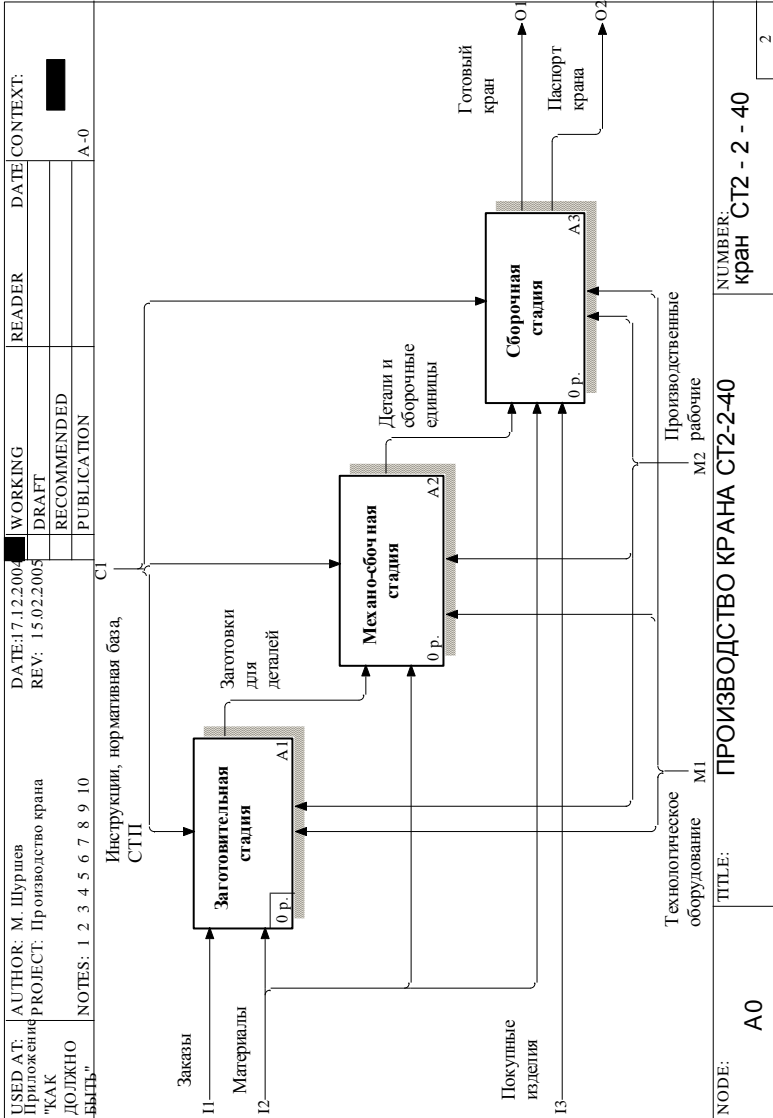 USED AT:
Приложение
"КАК
ДОЛЖНО
БЫТЬ"
AUTHOR: М. Шуршев
PROJECT: Производство крана
NOTES: 1 2 3 4 5 6 7 8 9 10
DATE:17.12.2004
REV: 15.02.2005
WORKING
DRAFT
RECOMMENDED
PUBLICATION
READER
DATE
CONTEXT:
A-0
Инструкции, нормативная база,
СТП
C1
Заказы
I1
Материалы
I2
Заготовительная
стадия
0 р.
A1
Заготовки
для
деталей
Механо-сбочная
стадия
0 р.
A2
Детали и
сборочные
единицы
Сборочная
стадия
0 р.
A3
Готовый
кран
O1
Паспорт
крана
O2
Покупные
изделия
I3
Технологическое
оборудование
M1
Производственные
рабочие
M2
NODE:
A0
TITLE:
ПРОИЗВОДСТВО КРАНА СТ2-2-40
NUMBER:
кран СТ2 - 2 - 40
2